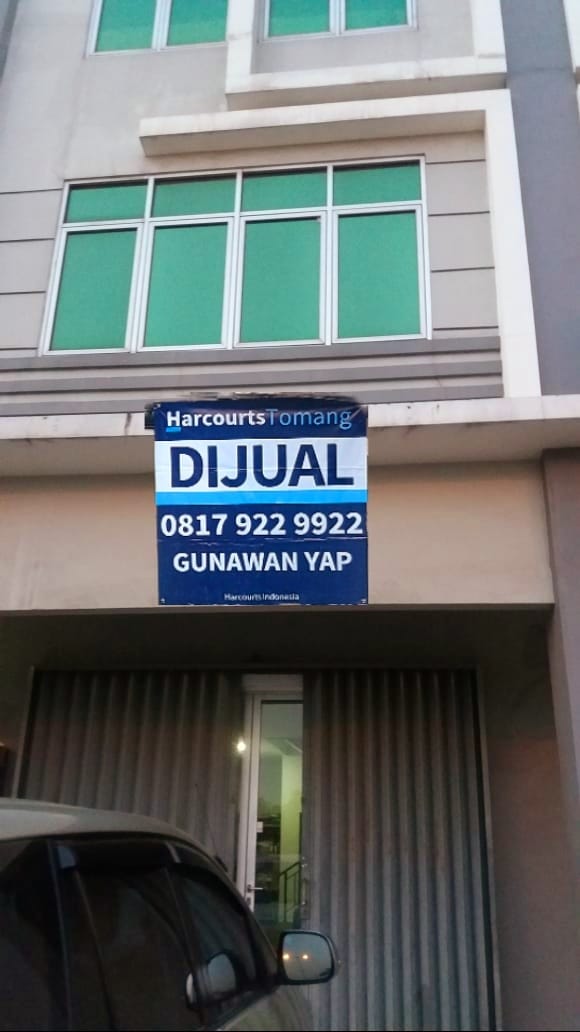 HarcourtsTomang
DIJUAL
0817 922 9922
GUNAWAN YAP
Harcourts Indonesia